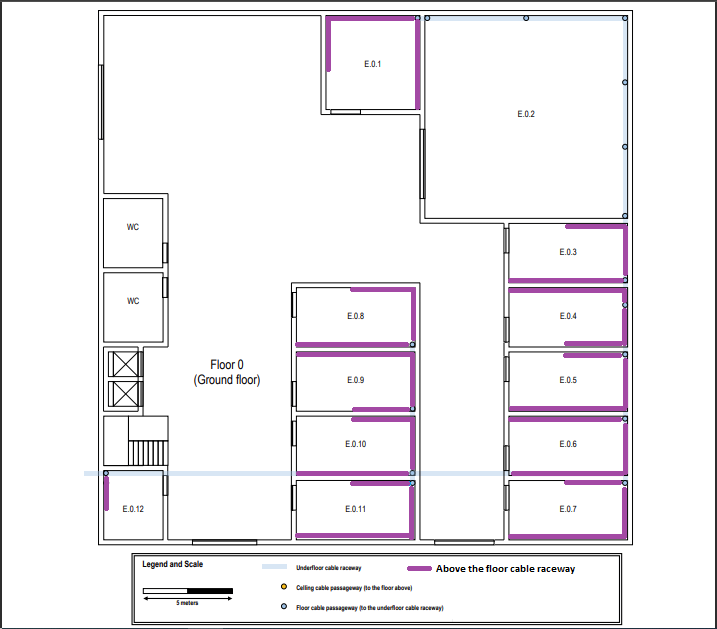 E.0.1
E.0.2
WC
E.0.3
WC
E.0.8
E.0.4
Floor 0
(Ground floor)
E.0.9
E.0.5
E.0.10
E.0.6
E.0.12
E.0.11
E.0.7
Legend and Scale
Underfloor cable raceway
Above the floor cable raceway
Ceiling cable passageway (to the floor above)
5 meters
Floor cable passageway (to the underfloor cable raceway)